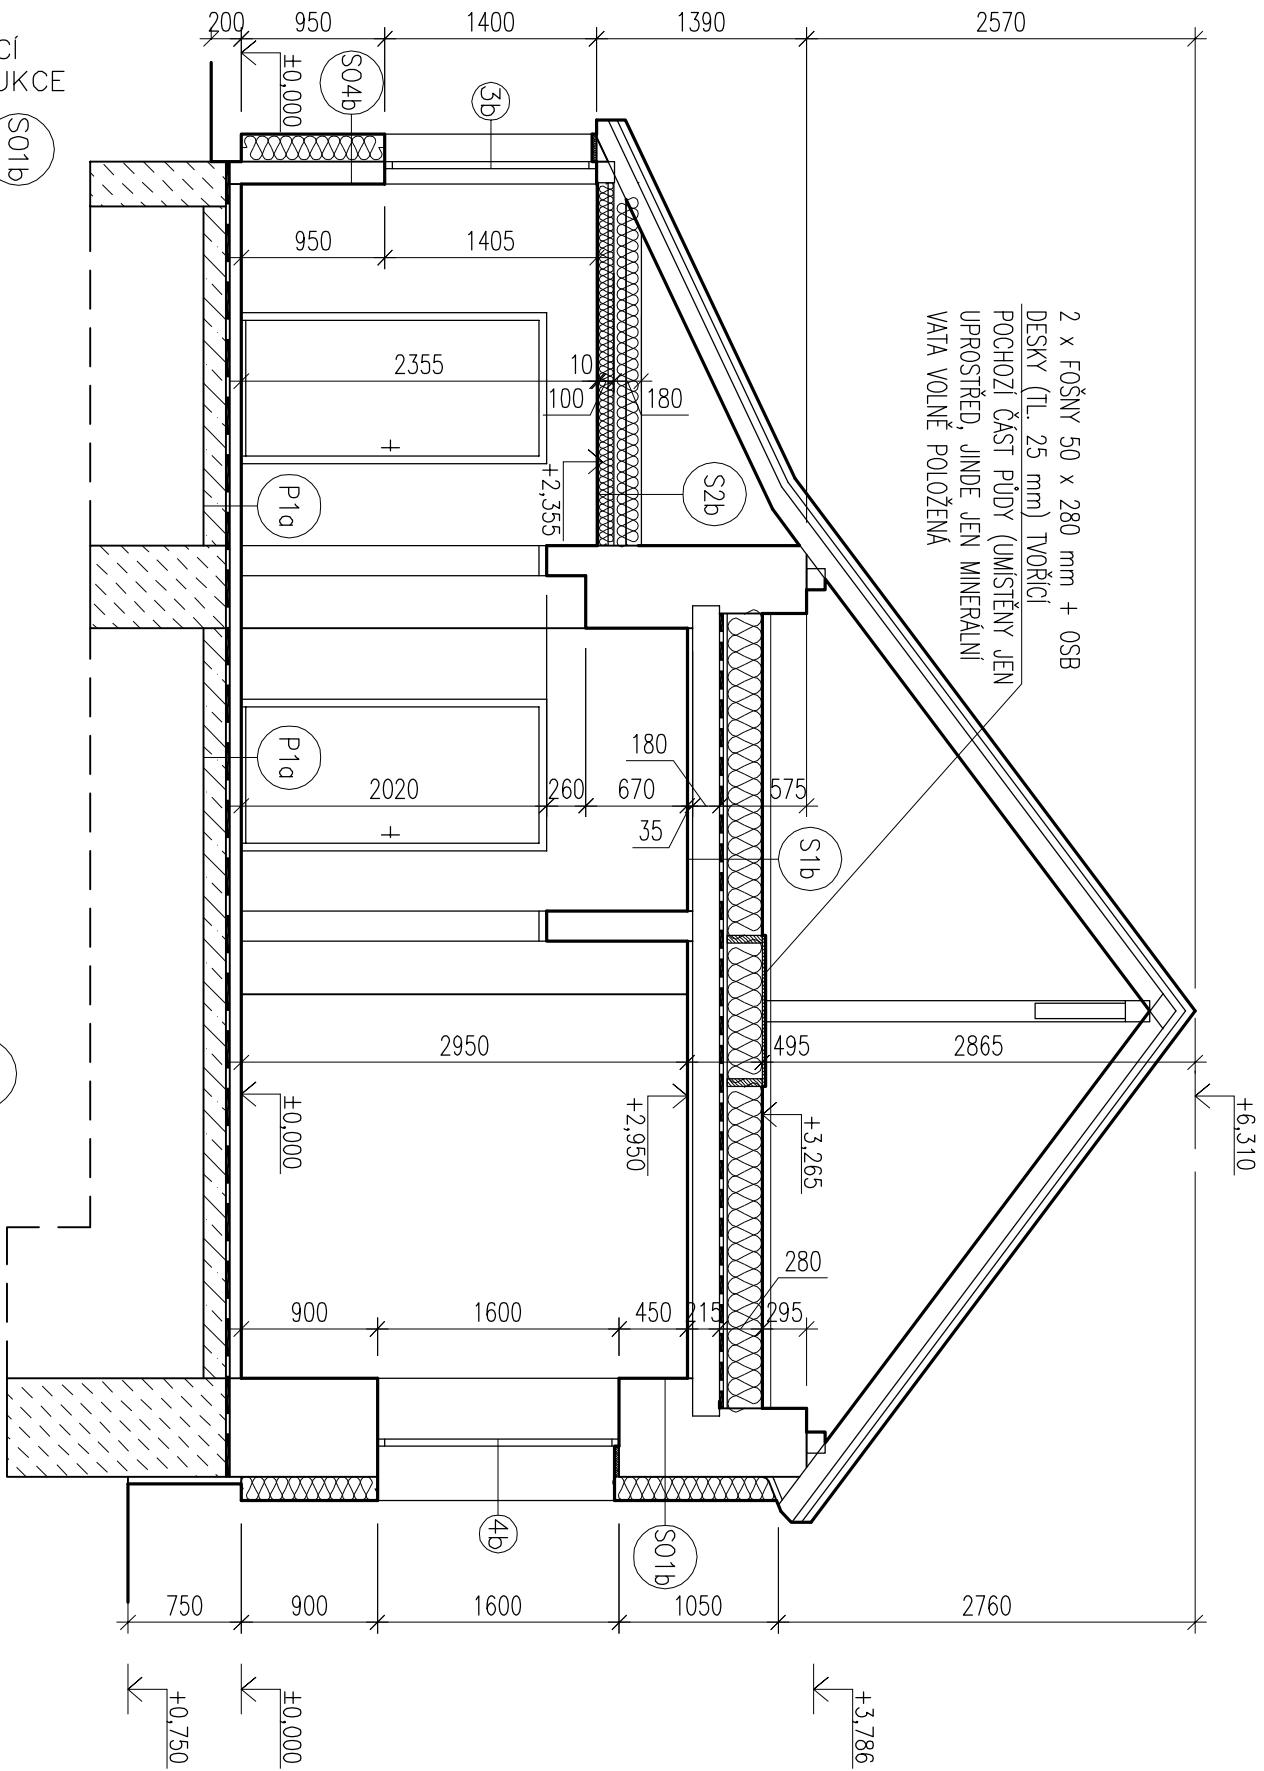 200
950
1400
1390
2570
CÍ
UKCE
S01b
±0,000
S04b
3b
2 x FOŠNY 50 x 280 mm + OSB
DESKY (TL. 25 mm) TVOŘÍCÍ
POCHOZÍ ČÁST PŮDY (UMÍSTĚNY JEN
UPROSTŘED, JINDE JEN MINERÁLNÍ
VATA VOLNĚ POLOŽENÁ
950
1405
2355
10
100
180
+2,355
S2b
P1a
P1a
2020
260
670
180
35
575
S1b
2950
495
2865
±0,000
+2,950
+3,265
+6,310
280
900
1600
450
215
295
4b
S01b
750
900
1600
1050
2760
+0,750
±0,000
+3,786